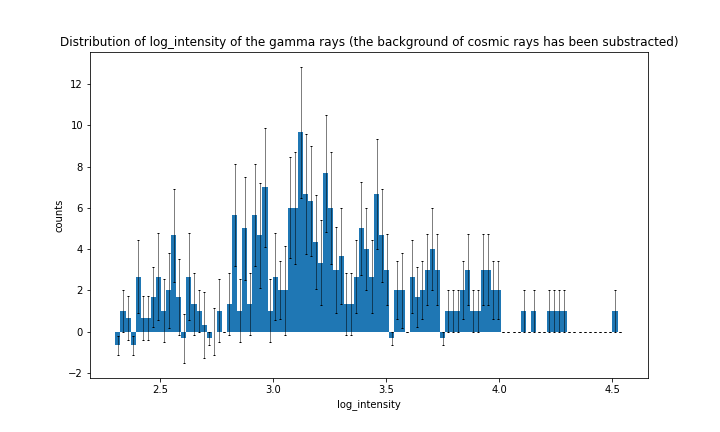 Distribution of log_intensity of the gamma rays (the background of cosmic rays has been substracted)
12
10
8
6
4
2
0
−2
counts
2.5 3.0 3.5 4.0 4.5
log_intensity